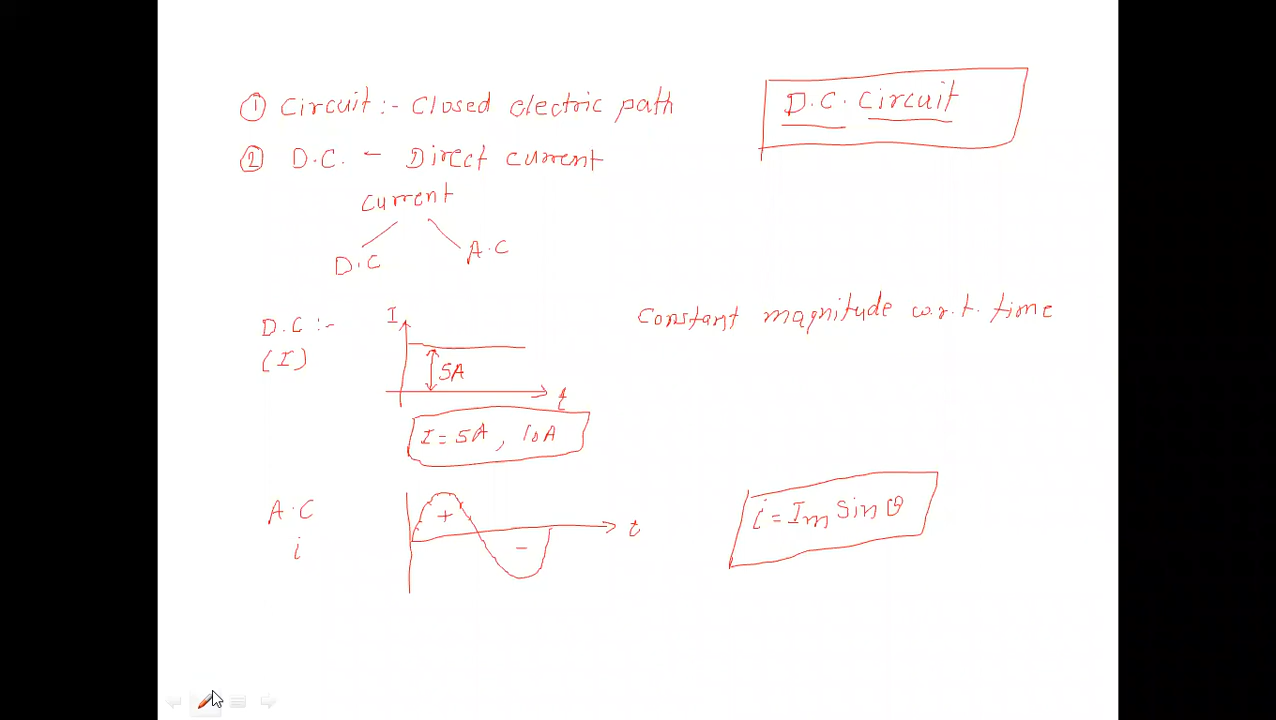 D.C. Circuit
① Circuit :- Closed electric path
② D.C. - Direct current
Current
D.C A.C
D.C :-
(I)
I
5A
t
Constant magnitude w.r.t. time
I = 5A , 10A
A.C
i
+
-
t
i = Im Sin θ